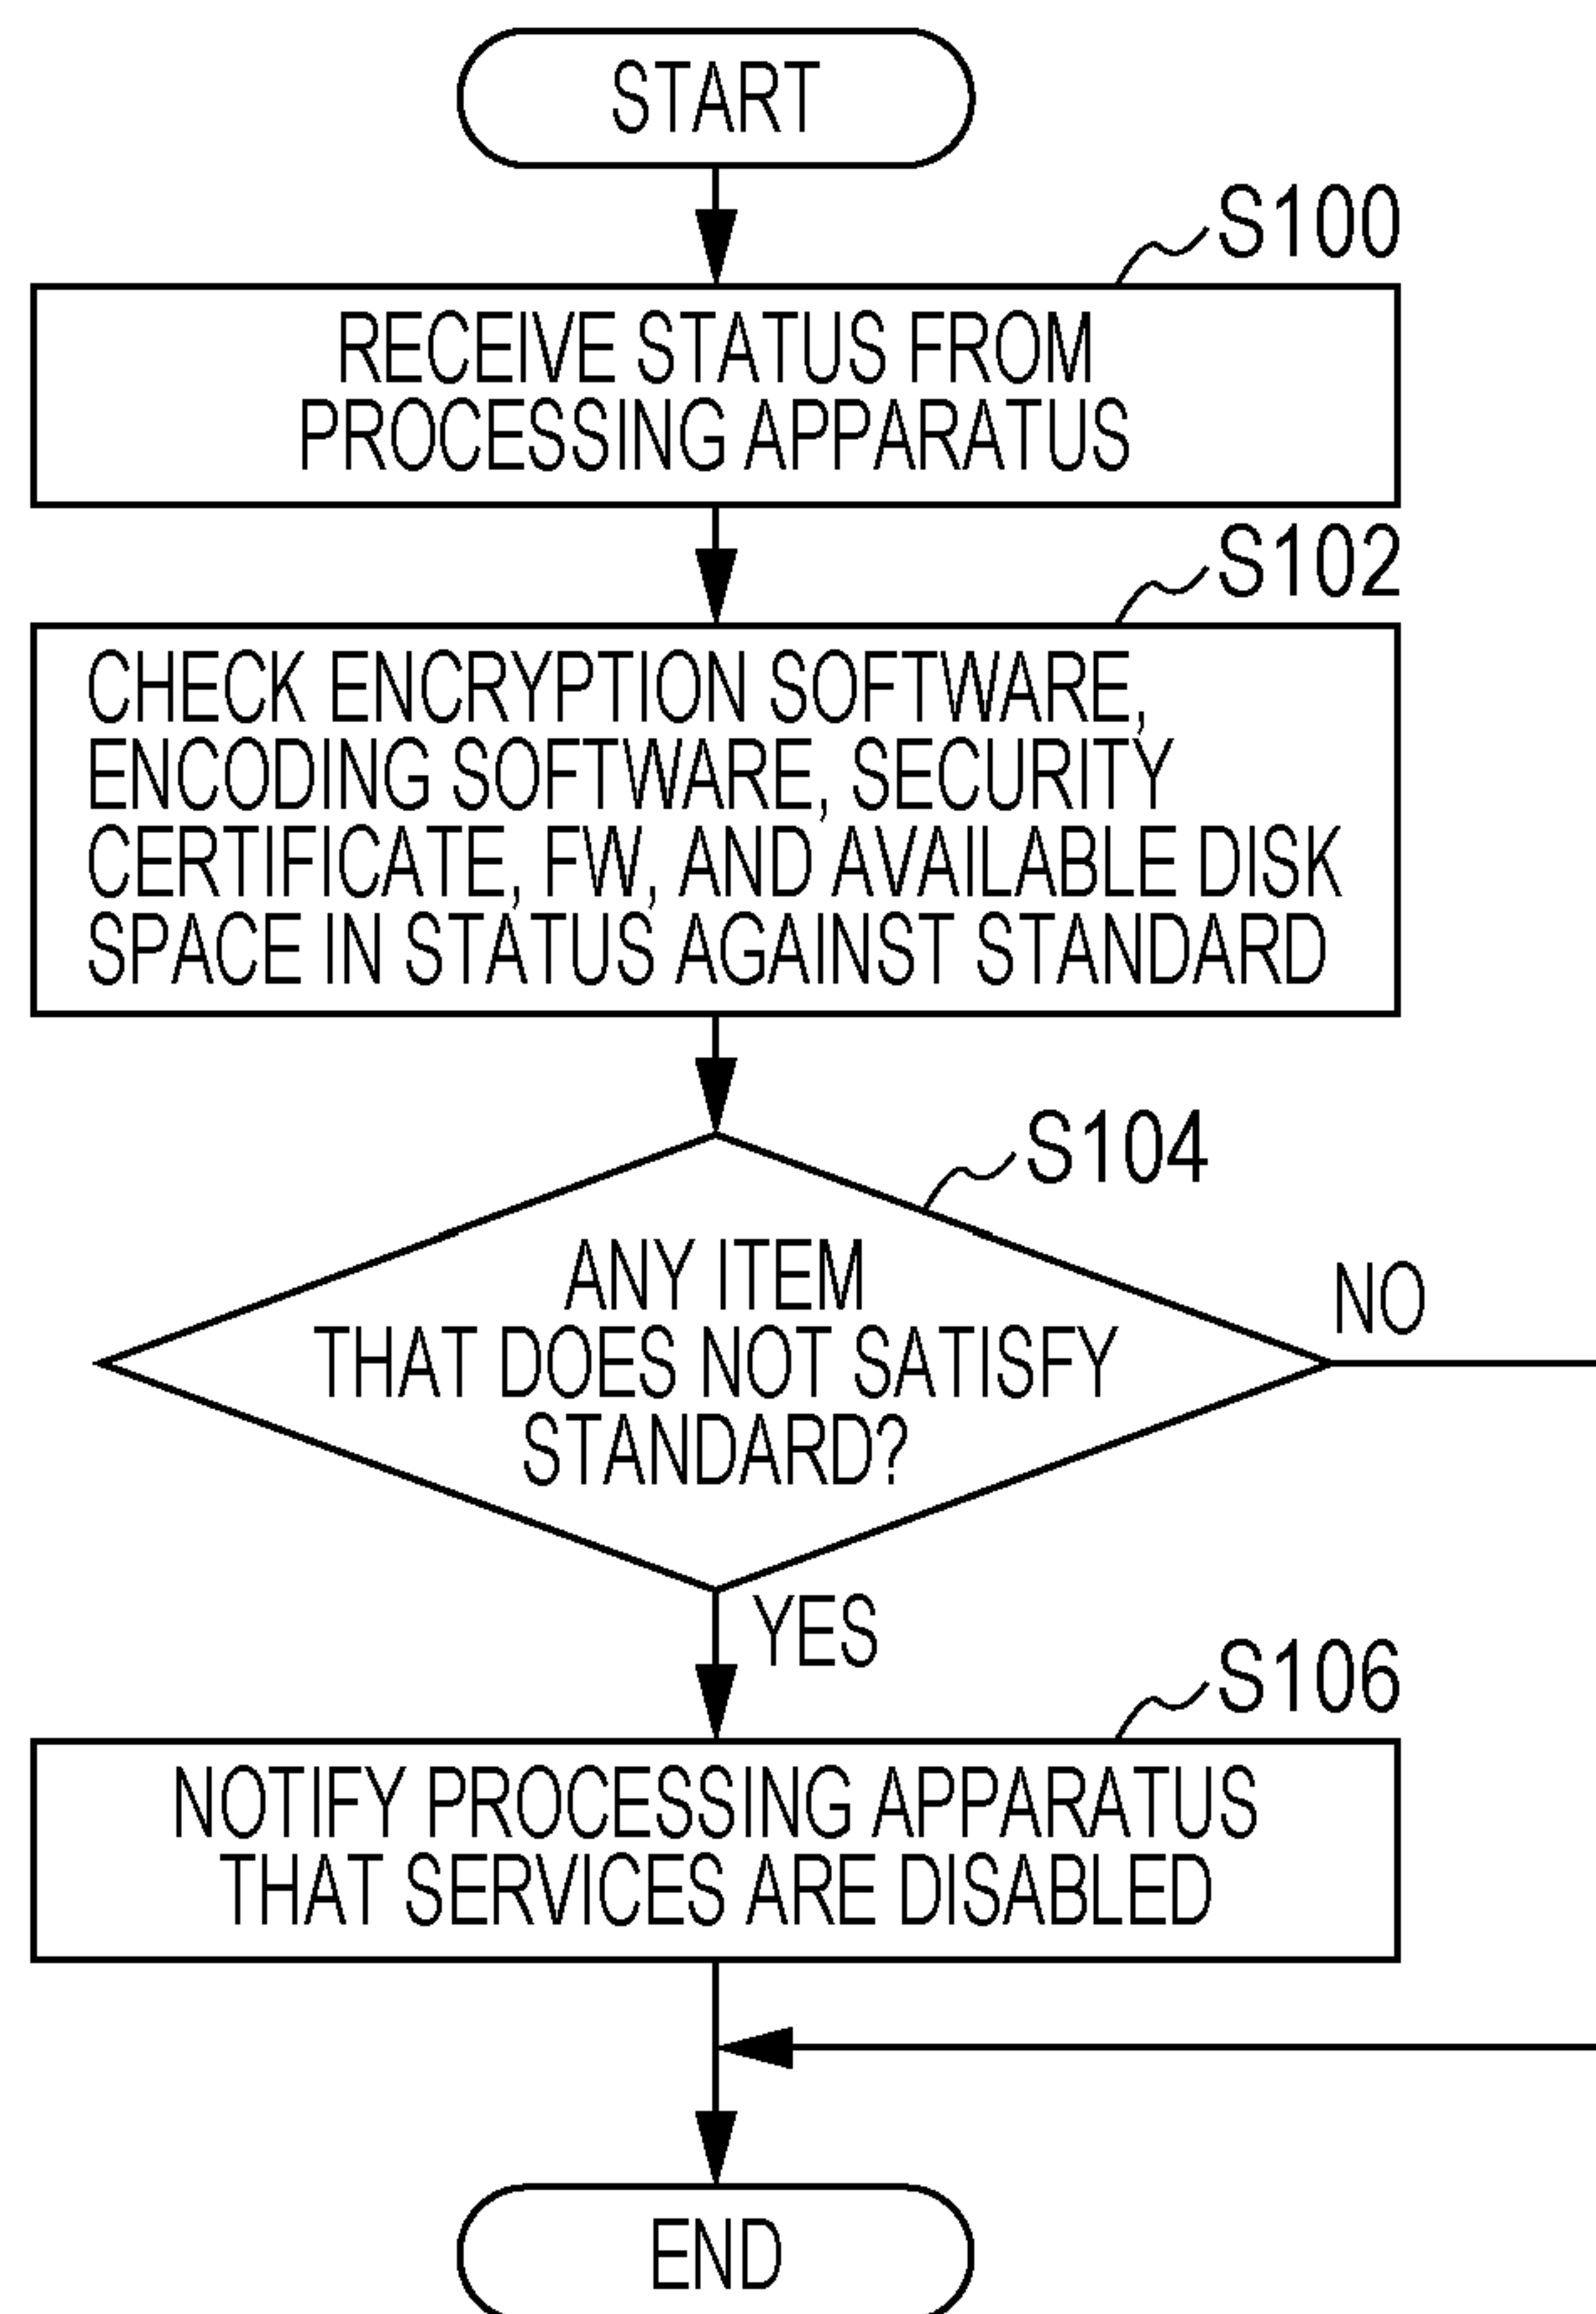 START
S100
RECEIVE STATUS FROM
PROCESSING APPARATUS
S102
CHECK ENCRYPTION SOFTWARE,
ENCODING SOFTWARE, SECURITY
CERTIFICATE, FW, AND AVAILABLE DISK
SPACE IN STATUS AGAINST STANDARD
S104
ANY ITEM
THAT DOES NOT SATISFY
STANDARD?
NO
YES
S106
NOTIFY PROCESSING APPARATUS
THAT SERVICES ARE DISABLED
END